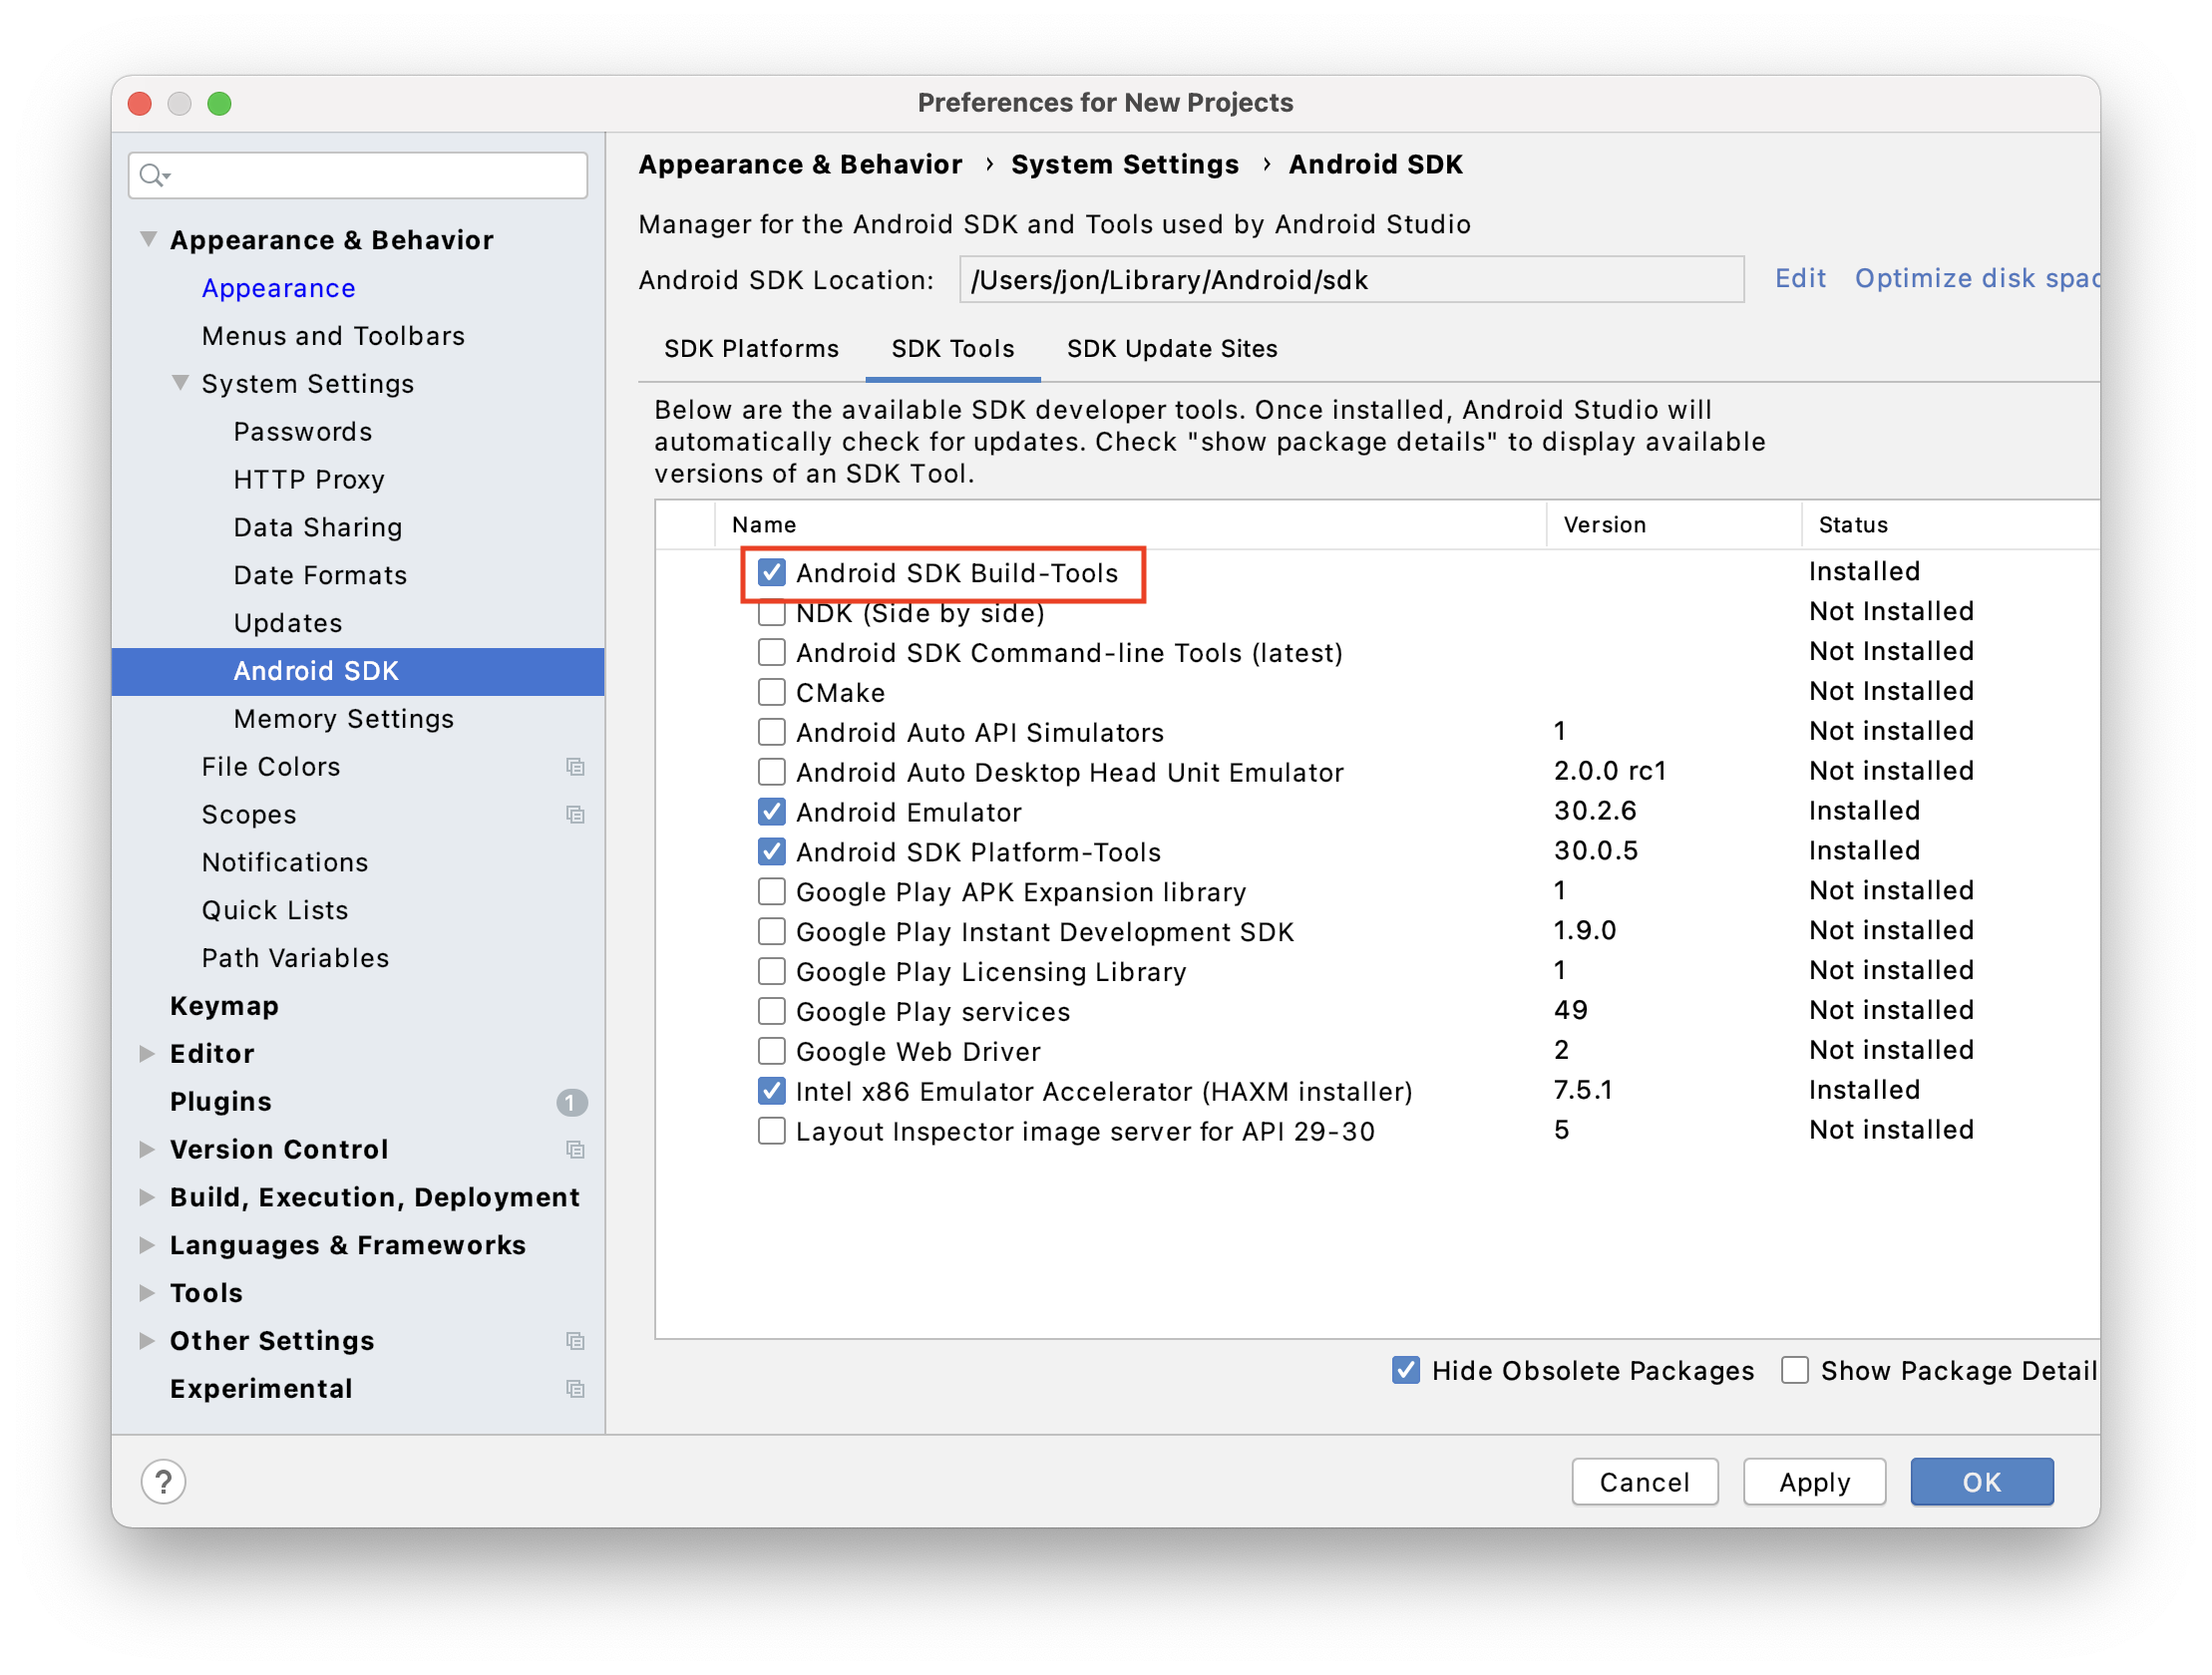 Preferences for New Projects
Appearance & Behavior
Appearance
Menus and Toolbars
System Settings
Passwords
HTTP Proxy
Data Sharing
Date Formats
Updates
Android SDK
Memory Settings
File Colors
Scopes
Notifications
Quick Lists
Path Variables
Keymap
Editor
Plugins 1
Version Control
Build, Execution, Deployment
Languages & Frameworks
Tools
Other Settings
Experimental
Appearance & Behavior › System Settings › Android SDK
Manager for the Android SDK and Tools used by Android Studio
Android SDK Location: /Users/jon/Library/Android/sdk Edit Optimize disk spac
SDK Platforms SDK Tools SDK Update Sites
Below are the available SDK developer tools. Once installed, Android Studio will
automatically check for updates. Check "show package details" to display available
versions of an SDK Tool.
Name Version Status
Android SDK Build-Tools Installed
NDK (Side by side) Not Installed
Android SDK Command-line Tools (latest) Not Installed
CMake Not Installed
Android Auto API Simulators 1 Not installed
Android Auto Desktop Head Unit Emulator 2.0.0 rc1 Not installed
Android Emulator 30.2.6 Installed
Android SDK Platform-Tools 30.0.5 Installed
Google Play APK Expansion library 1 Not installed
Google Play Instant Development SDK 1.9.0 Not installed
Google Play Licensing Library 1 Not installed
Google Play services 49 Not installed
Google Web Driver 2 Not installed
Intel x86 Emulator Accelerator (HAXM installer) 7.5.1 Installed
Layout Inspector image server for API 29-30 5 Not installed
Hide Obsolete Packages Show Package Detail
? Cancel Apply OK